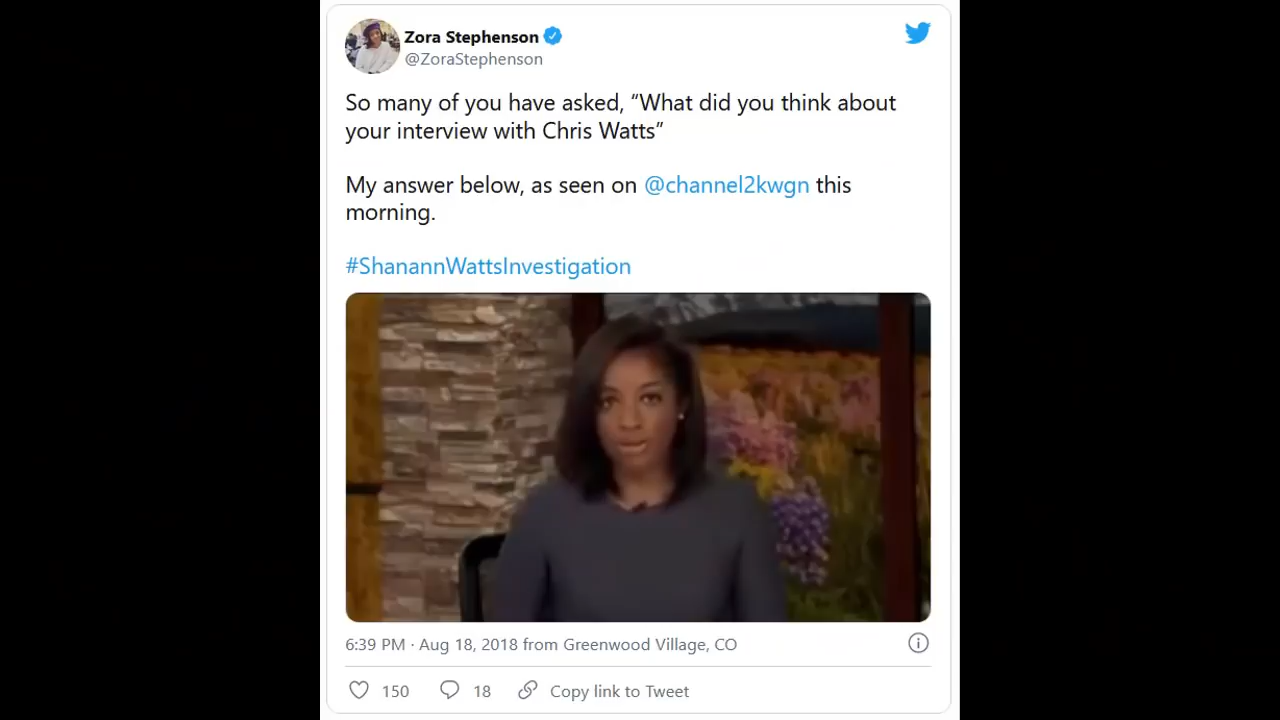 Zora Stephenson
@ZoraStephenson
So many of you have asked, “What did you think about
your interview with Chris Watts”
My answer below, as seen on @channel2kwgn this
morning.
#ShanannWattsInvestigation
6:39 PM · Aug 18, 2018 from Greenwood Village, CO
150 18 Copy link to Tweet